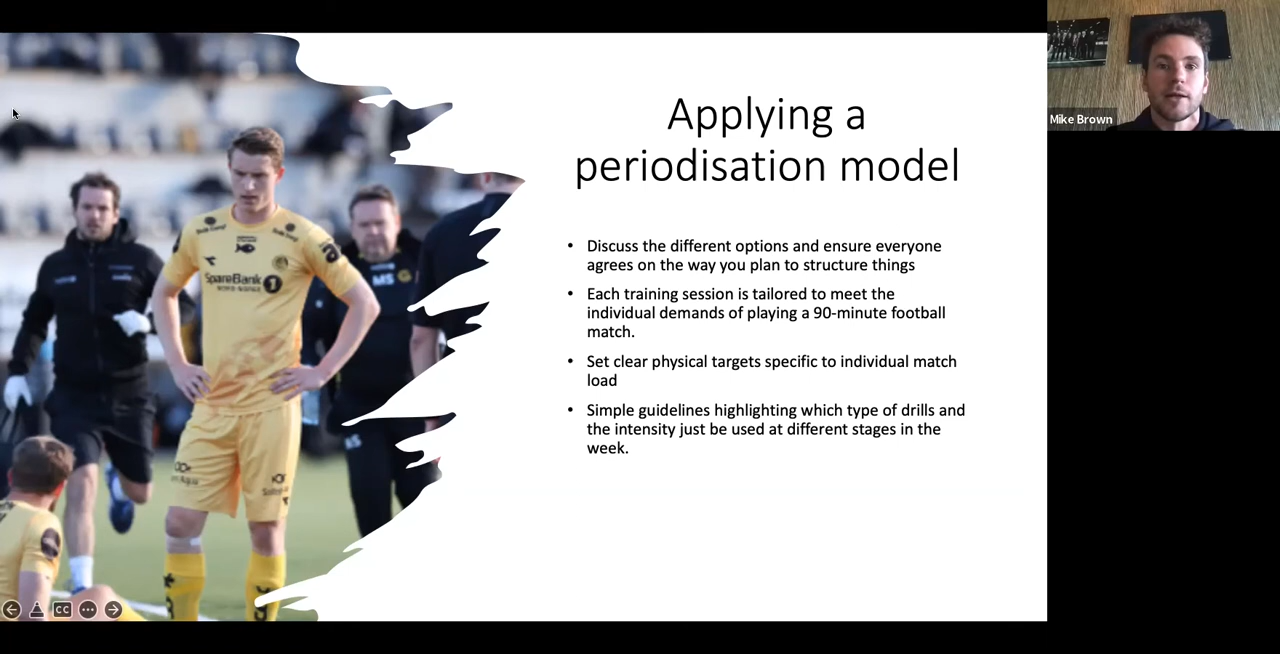 Applying a
periodisation model
• Discuss the different options and ensure everyone
agrees on the way you plan to structure things
• Each training session is tailored to meet the
individual demands of playing a 90-minute football
match.
• Set clear physical targets specific to individual match
load
• Simple guidelines highlighting which type of drills and
the intensity just be used at different stages in the
week.
Mike Brown
SpareBank 1
NORD-NORGE
MS
CC